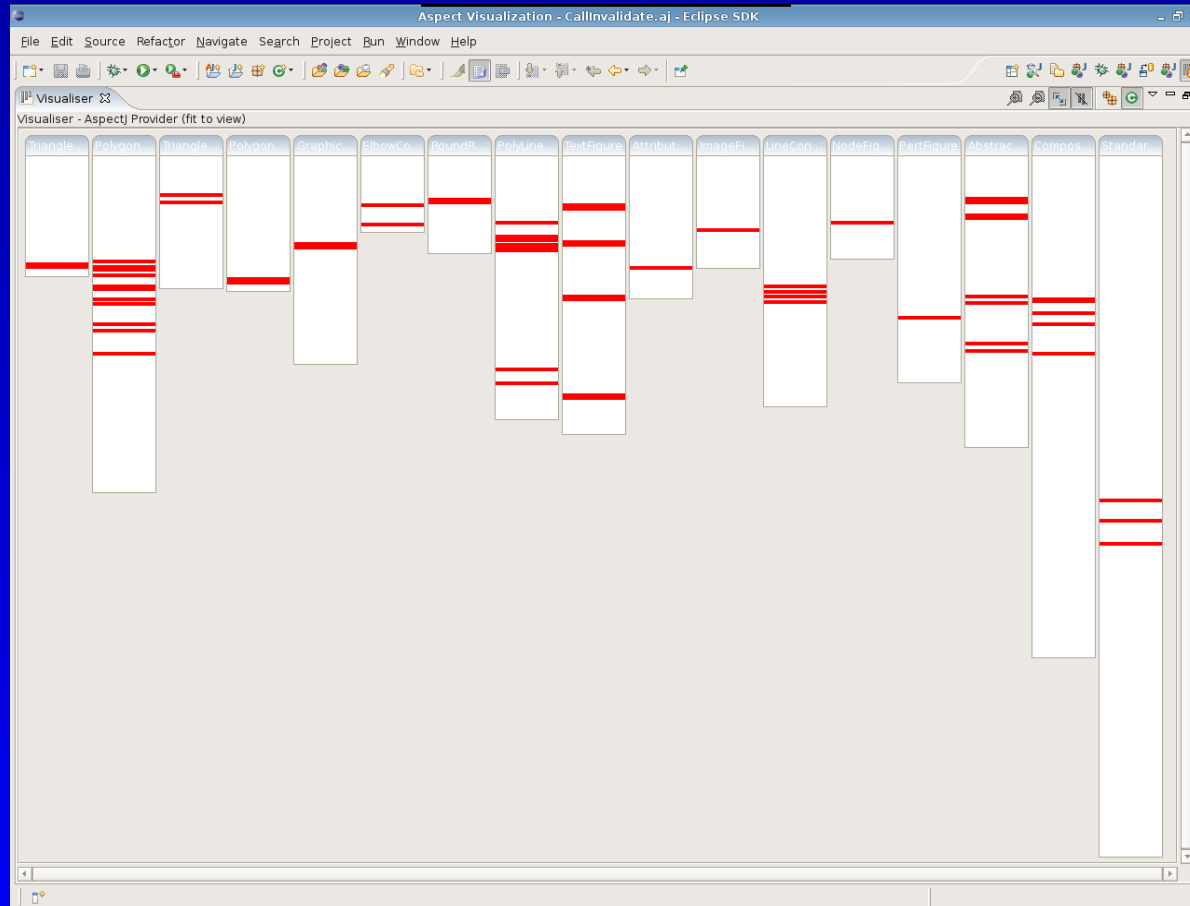 Aspect Visualization - CallInvalidate.aj - Eclipse SDK
File Edit Source Refactor Navigate Search Project Run Window Help
Visualiser
Visualiser - AspectJ Provider (fit to view)
Triangle... Polygon... Triangle... Polygon... Graphic... ElbowCo... RoundR... PolyLine... TextFigure Attribut... ImageFi... LineCon... NodeFig... PertFigure Abstrac... Compos... Standar...